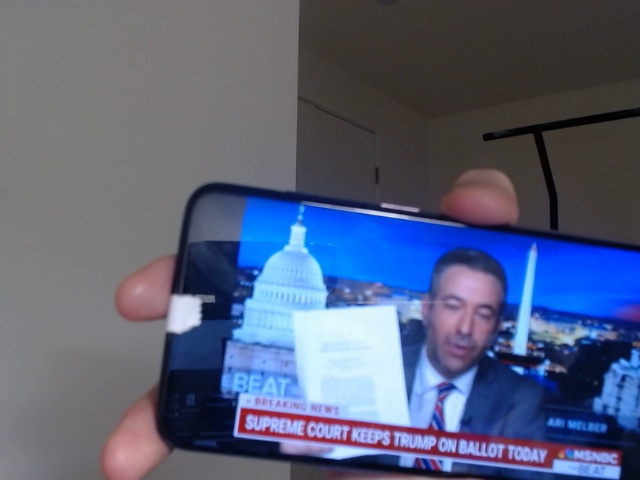 BEAT
BREAKING NEWS
ARI MELBER
SUPREME COURT KEEPS TRUMP ON BALLOT TODAY
MSNBC
THE BEAT